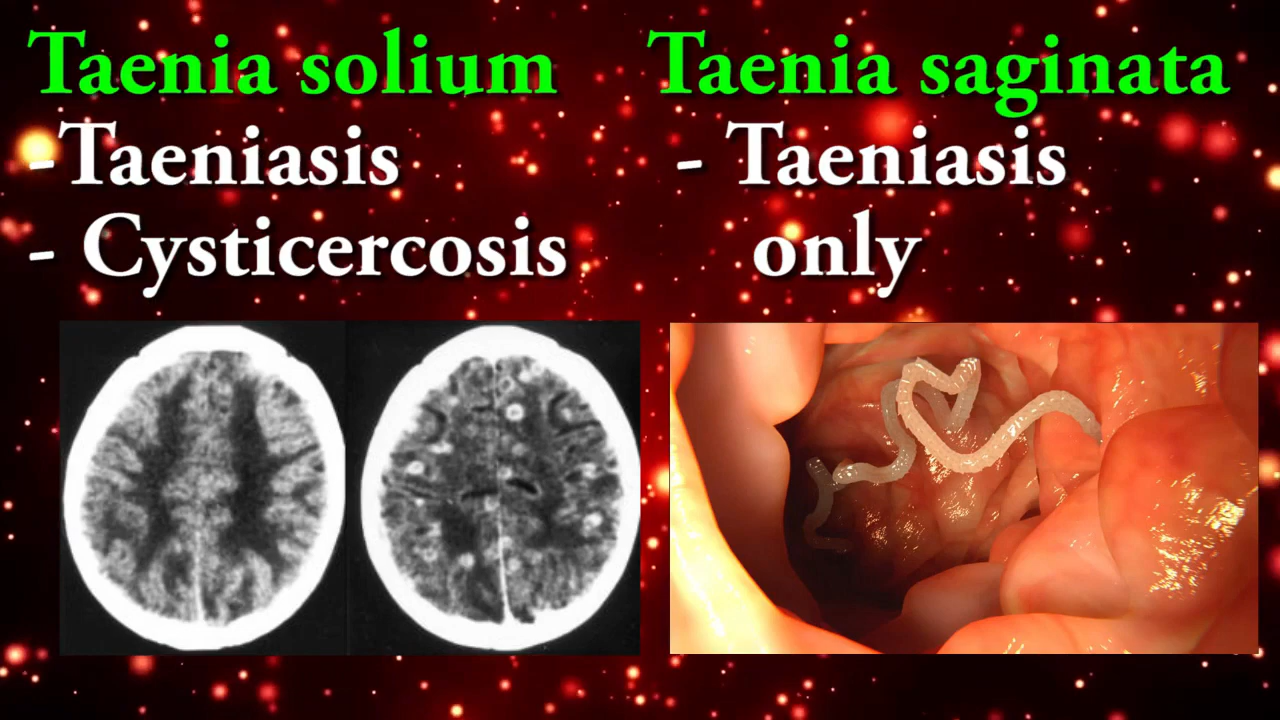 Taenia solium
-Taeniasis
- Cysticercosis
Taenia saginata
- Taeniasis
only